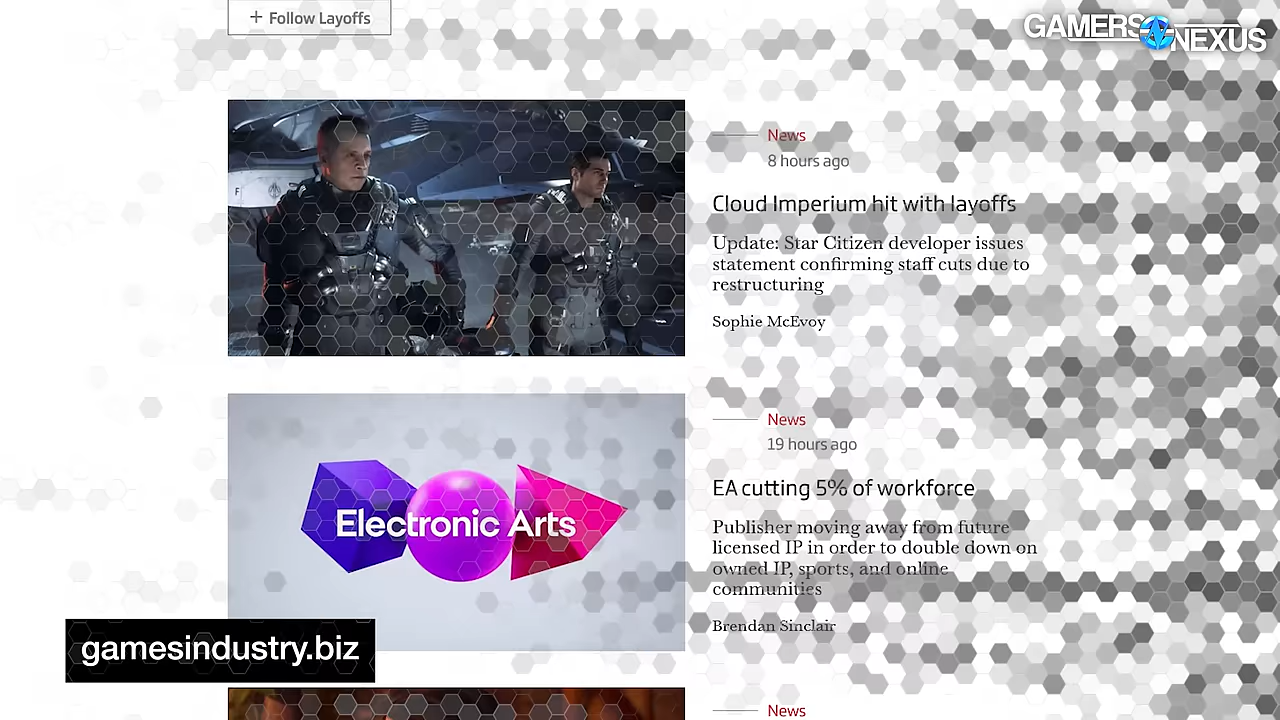 + Follow Layoffs
GAMERS NEXUS
News
8 hours ago
Cloud Imperium hit with layoffs
Update: Star Citizen developer issues
statement confirming staff cuts due to
restructuring
Sophie McEvoy
F
News
19 hours ago
EA cutting 5% of workforce
Publisher moving away from future
licensed IP in order to double down on
owned IP, sports, and online
communities
Brendan Sinclair
Electronic Arts
gamesindustry.biz
News